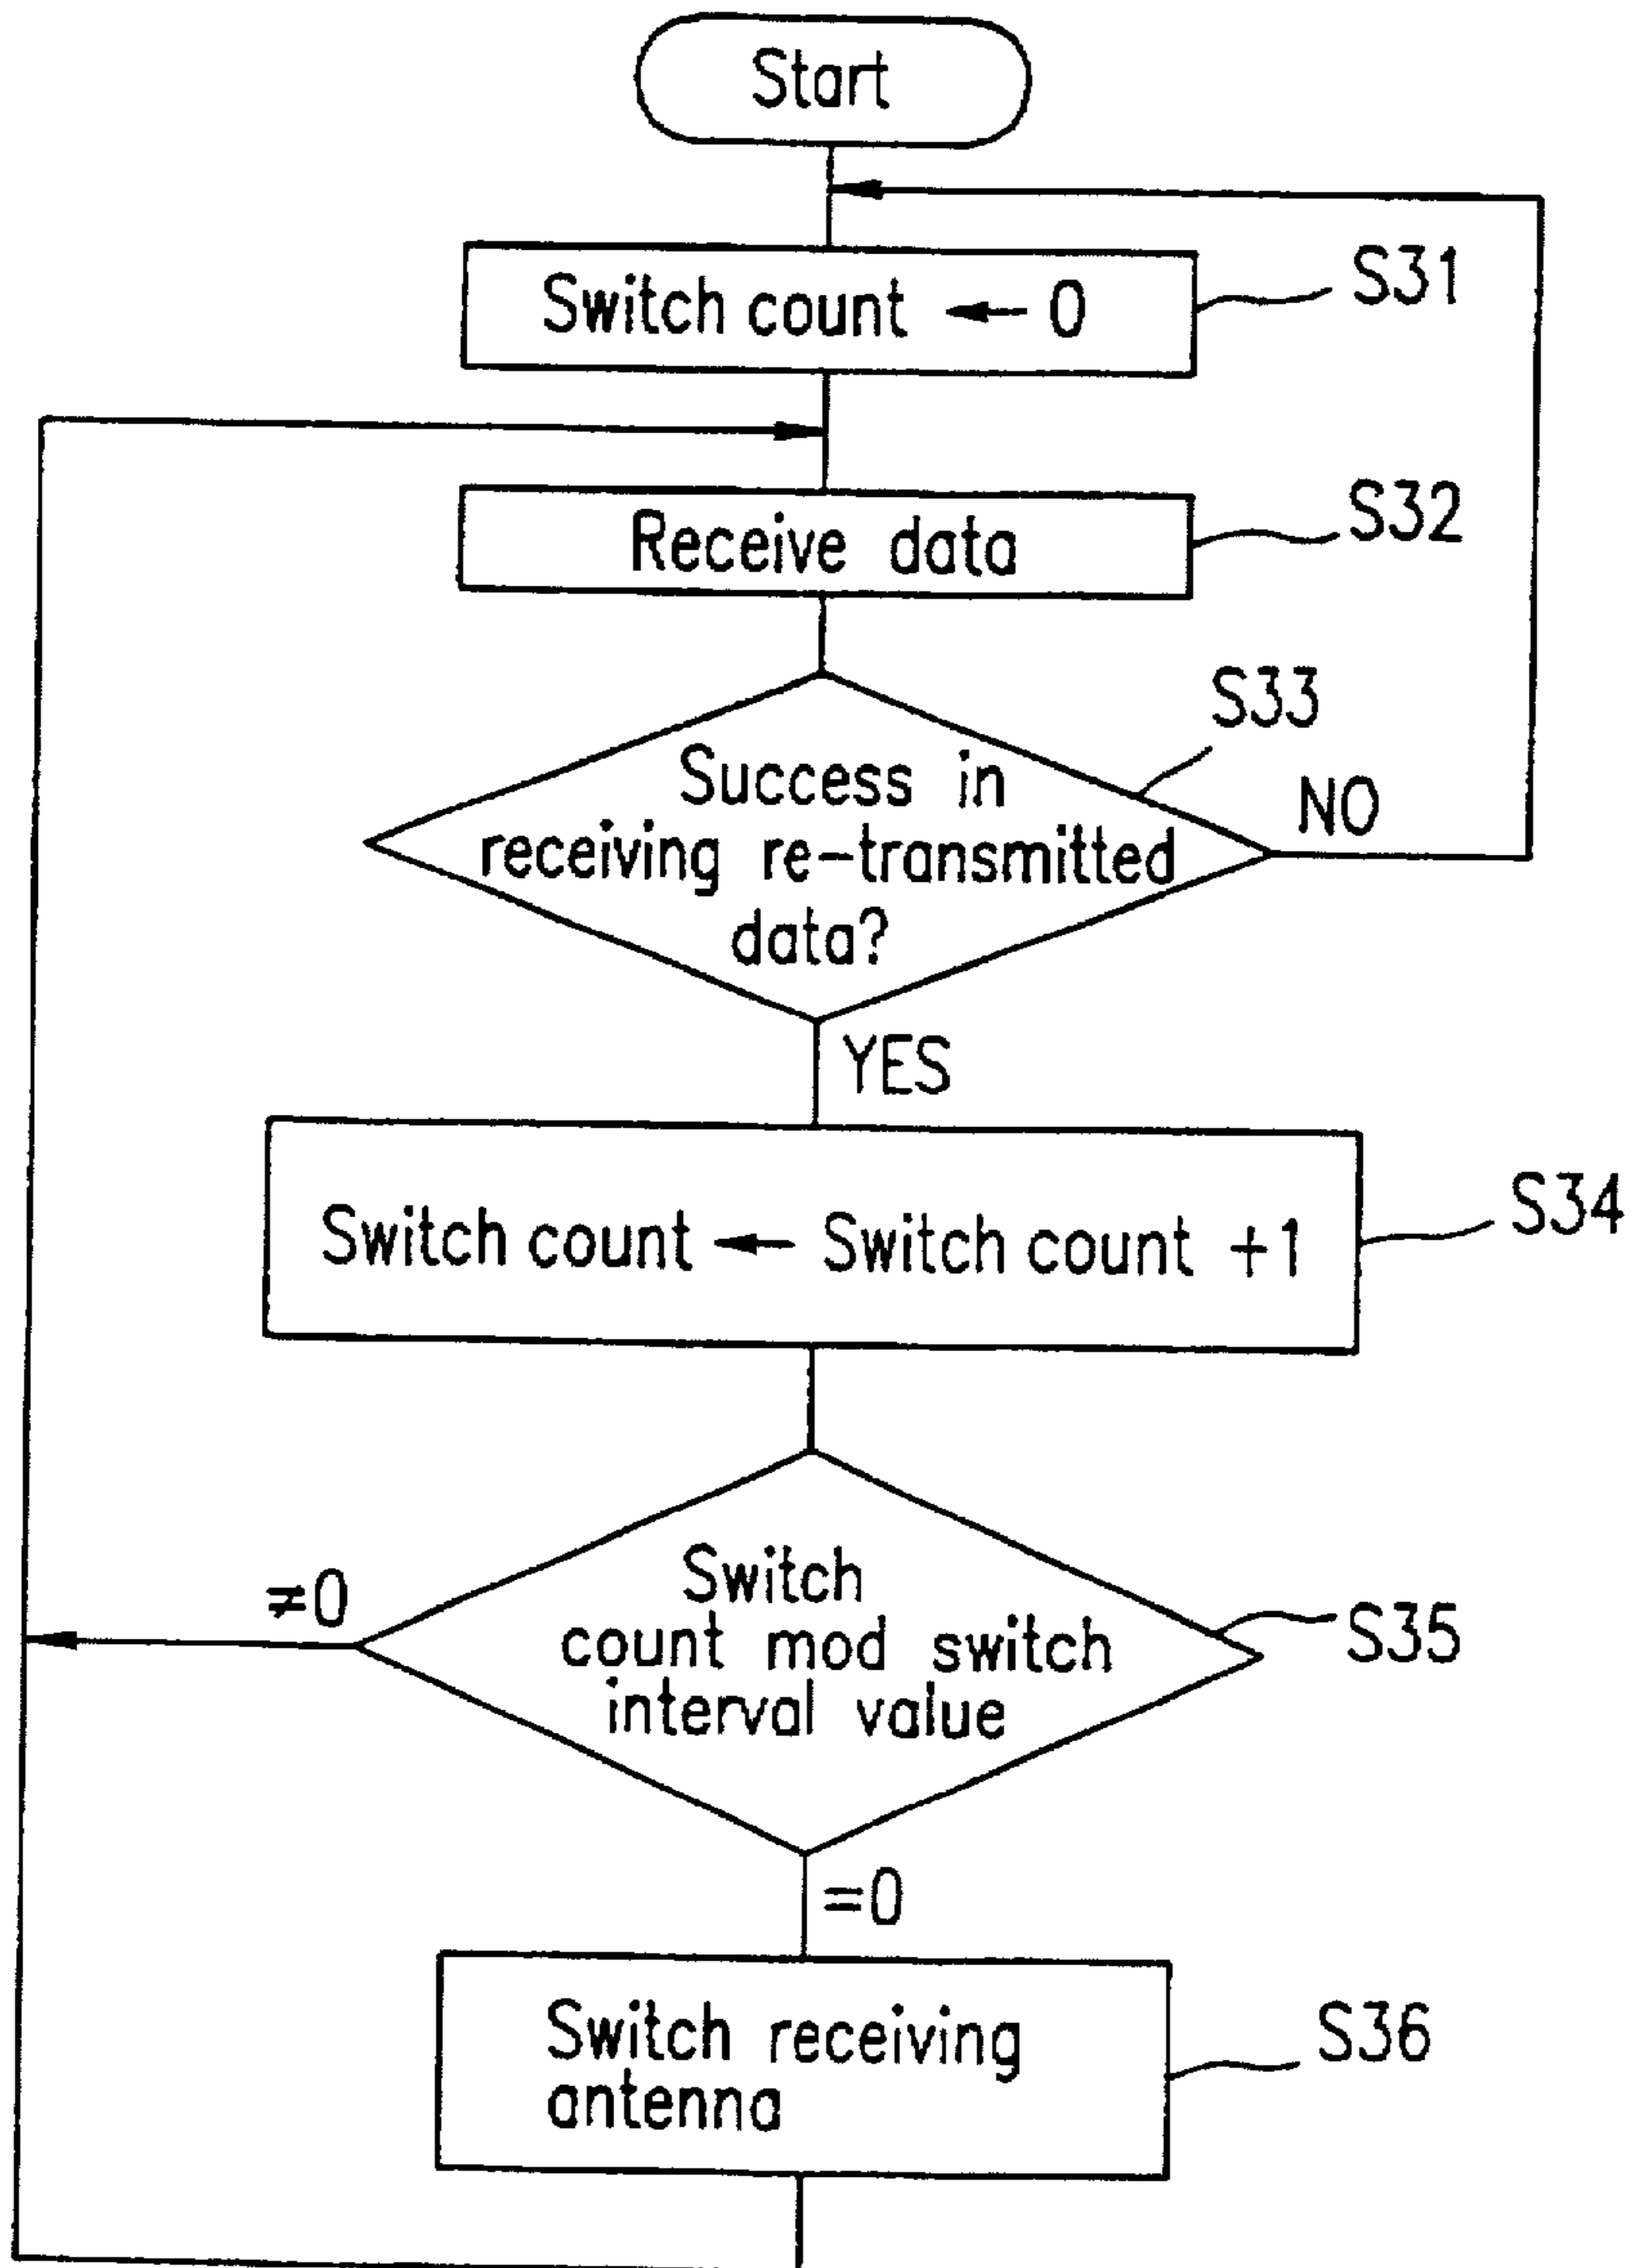 Start
Switch count ← 0
S31
Receive data
S32
S33
Success in
receiving re-transmitted
data?
NO
YES
Switch count ← Switch count +1
S34
Switch
count mod switch
interval value
≠0
S35
=0
Switch receiving
antenna
S36